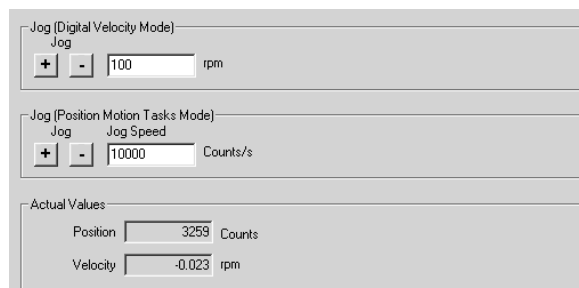 Jog (Digital Velocity Mode)
Jog
+ - 100 rpm
Jog (Position Motion Tasks Mode)
Jog Jog Speed
+ - 10000 Counts/s
Actual Values
Position 3259 Counts
Velocity -0.023 rpm